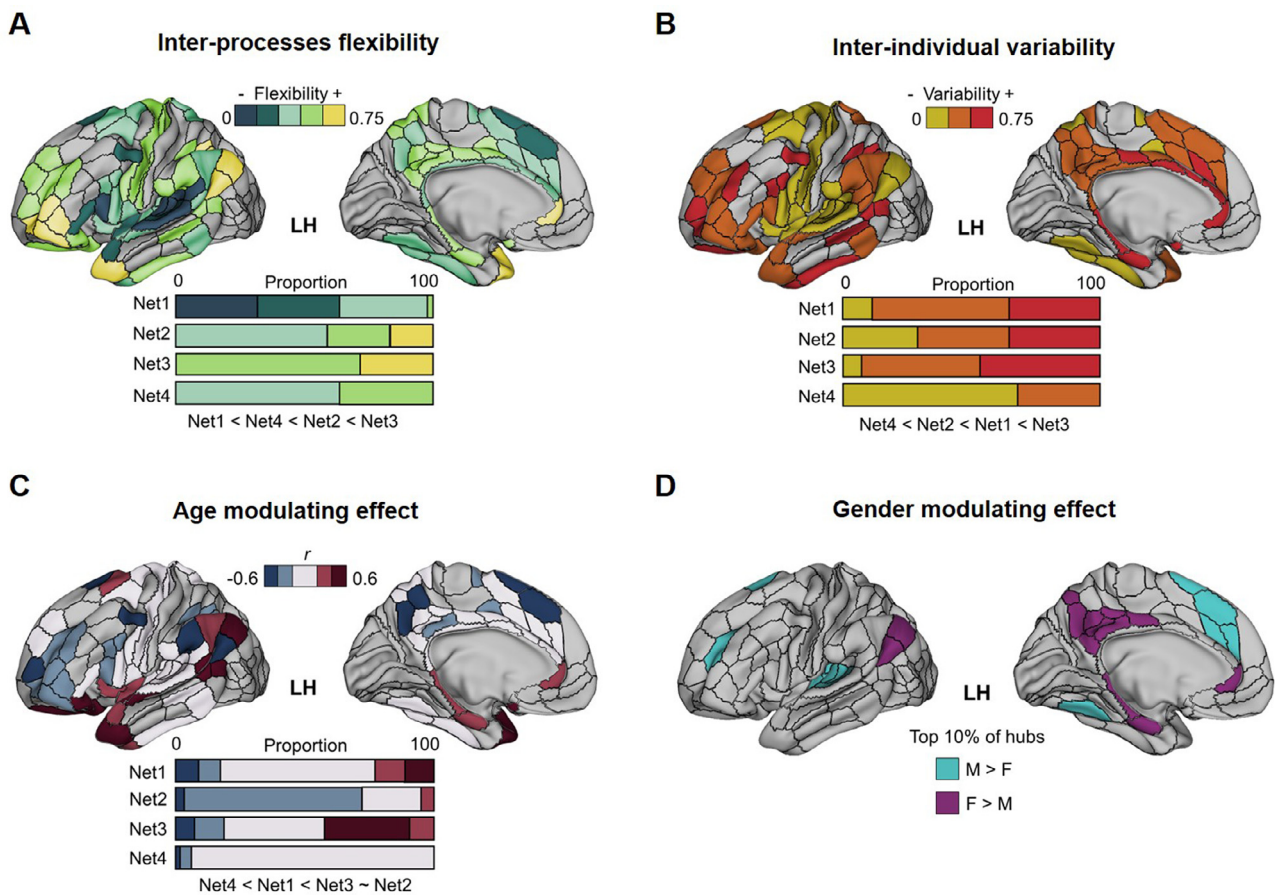 A
Inter-processes flexibility
- Flexibility +
0 0.75
LH
0 Proportion 100
Net1
Net2
Net3
Net4
Net1 < Net4 < Net2 < Net3
B
Inter-individual variability
- Variability +
0 0.75
LH
0 Proportion 100
Net1
Net2
Net3
Net4
Net4 < Net2 < Net1 < Net3
C
Age modulating effect
r
-0.6 0.6
LH
0 Proportion 100
Net1
Net2
Net3
Net4
Net4 < Net1 < Net3 ~ Net2
D
Gender modulating effect
LH
Top 10% of hubs
M > F
F > M